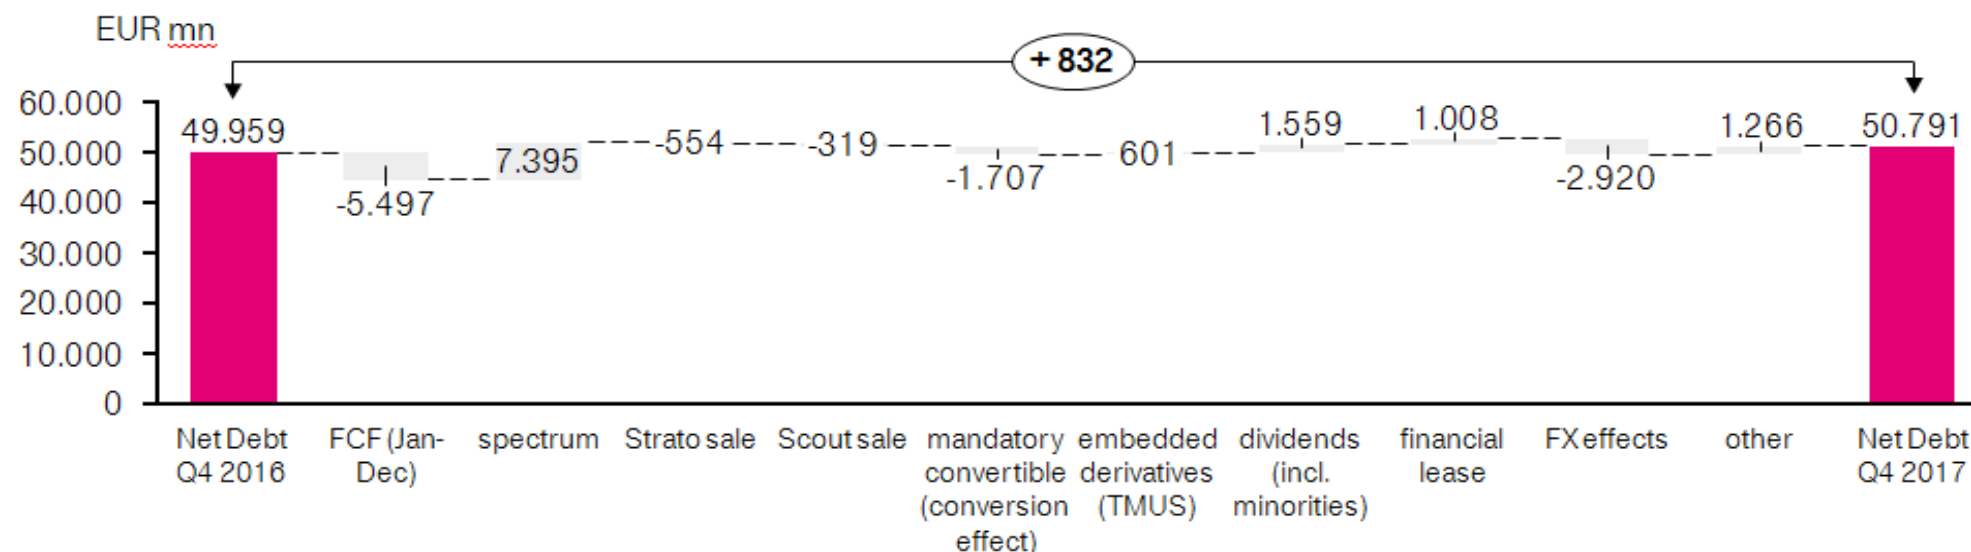 EUR mn
+ 832
60.000
50.000
40.000
30.000
20.000
10.000
0
49.959
-5.497
7.395
-554
-319
-1.707
601
1.559
1.008
-2.920
1.266
50.791
Net Debt
Q4 2016
FCF (Jan-
Dec)
spectrum
Strato sale
Scout sale
mandatory
convertible
(conversion
effect)
embedded
derivatives
(TMUS)
dividends
(incl.
minorities)
financial
lease
FX effects
other
Net Debt
Q4 2017